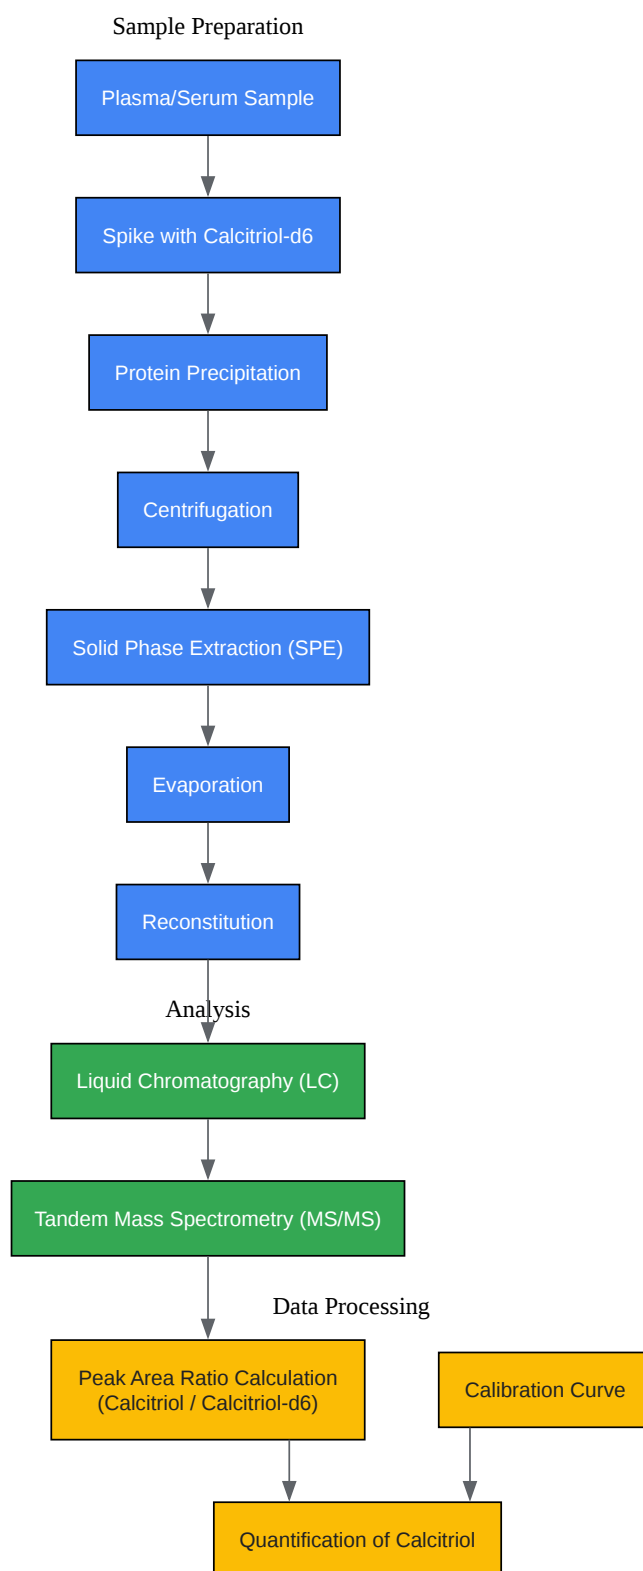 Sample Preparation
Plasma/Serum Sample
Spike with Calcitriol-d6
Protein Precipitation
Centrifugation
Solid Phase Extraction (SPE)
Evaporation
Reconstitution
Analysis
Liquid Chromatography (LC)
Tandem Mass Spectrometry (MS/MS)
Data Processing
Peak Area Ratio Calculation
(Calcitriol / Calcitriol-d6)
Calibration Curve
Quantification of Calcitriol